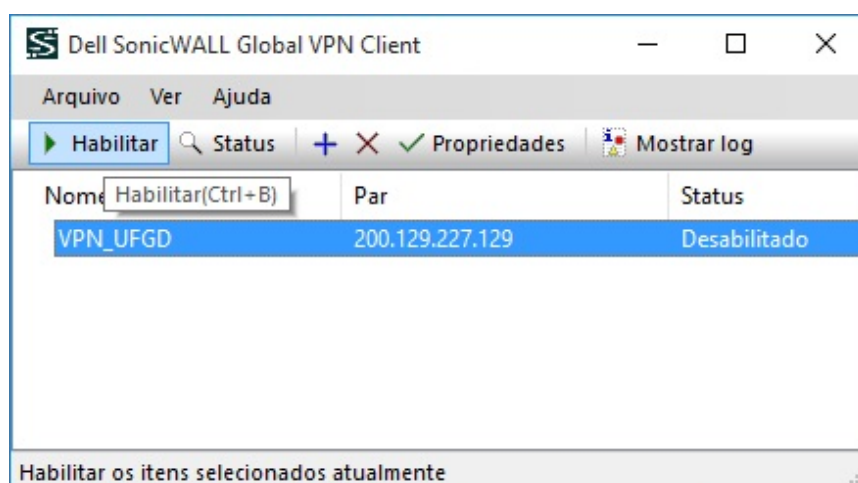 Dell SonicWALL Global VPN Client
Arquivo Ver Ajuda
Habilitar Status Propriedades Mostrar log
Habilitar(Ctrl+B) Par Status
VPN_UFGD 200.129.227.129 Desabilitado
Habilitar os itens selecionados atualmente